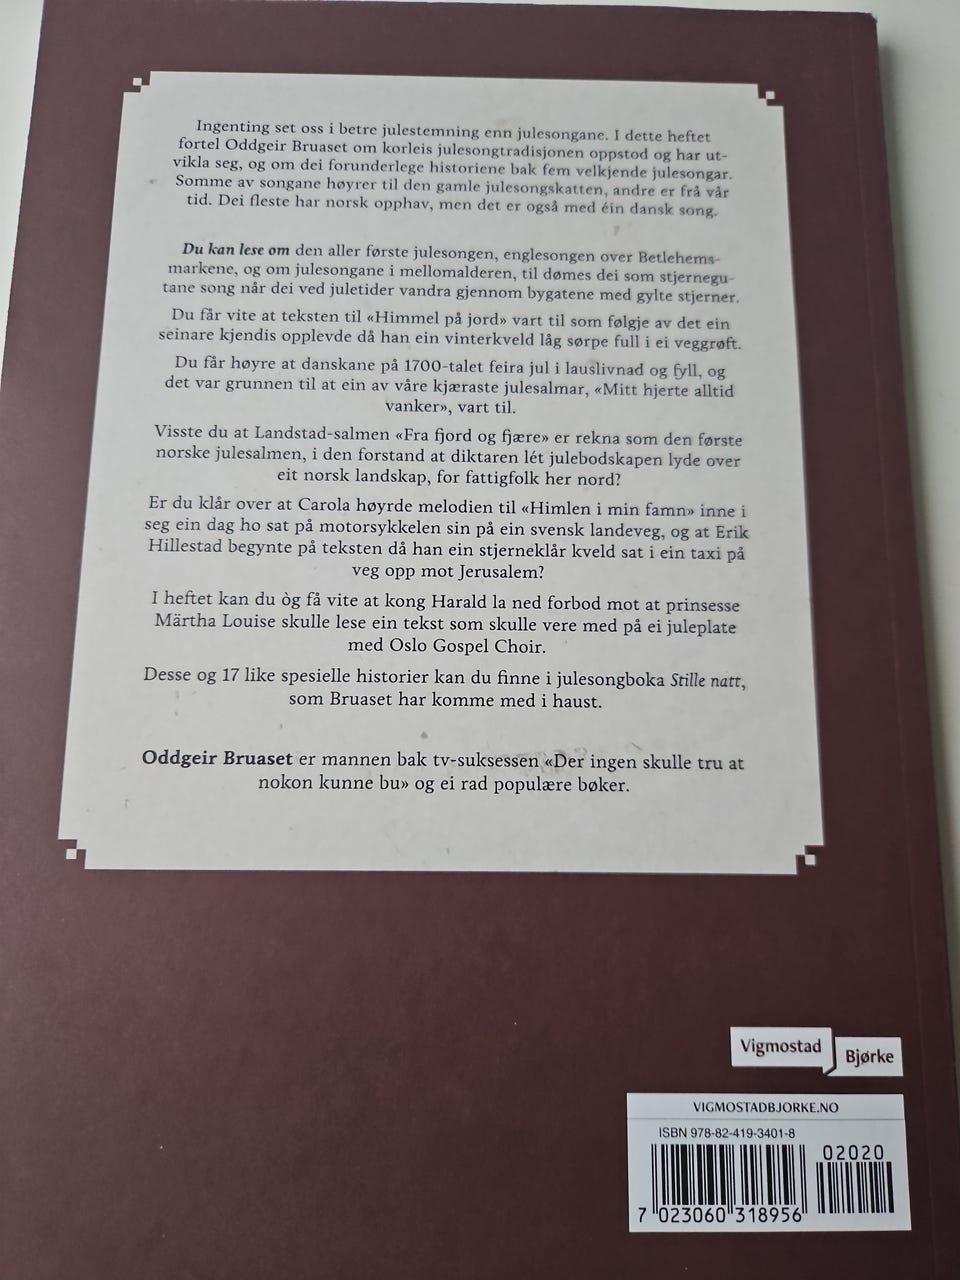 Ingenting set oss i betre julestemning enn julesongane. I dette heftet
fortel Oddgeir Bruaset om korleis julesongtradisjonen oppstod og har ut-
vikla seg, og om dei forunderlege historiene bak fem velkjende julesongar.
Somme av songane høyrer til den gamle julesongskatten, andre er frå vår
tid. Dei fleste har norsk opphav, men det er også med éin dansk song.
Du kan lese om den aller første julesongen, englesongen over Betlehems-
markene, og om julesongane i mellomalderen, til dømes dei som stjernegu-
tane song når dei ved juletider vandra gjennom bygatene med gylte stjerner.
Du får vite at teksten til «Himmel på jord» vart til som følgje av det ein
seinare kjendis opplevde då han ein vinterkveld låg sørpe full i ei veggrøft.
Du får høyre at danskane på 1700-talet feira jul i lauslivnad og fyll, og
det var grunnen til at ein av våre kjæraste julesalmar, «Mitt hjerte alltid
vanker», vart til.
Visste du at Landstad-salmen «Fra fjord og fjære» er rekna som den første
norske julesalmen, i den forstand at diktaren lét julebodskapen lyde over
eit norsk landskap, for fattigfolk her nord?
Er du klår over at Carola høyrde melodien til «Himlen i min famn» inne i
seg ein dag ho sat på motorsykkelen sin på ein svensk landeveg, og at Erik
Hillestad begynte på teksten då han ein stjerneklår kveld sat i ein taxi på
veg opp mot Jerusalem?
I heftet kan du òg få vite at kong Harald la ned forbod mot at prinsesse
Märtha Louise skulle lese ein tekst som skulle vere med på ei juleplate
med Oslo Gospel Choir.
Desse og 17 like spesielle historier kan du finne i julesongboka Stille natt,
som Bruaset har komme med i haust.
Oddgeir Bruaset er mannen bak tv-suksessen «Der ingen skulle tru at
nokon kunne bu» og ei rad populære bøker.
Vigmostad
Bjørke
VIGMOSTADBJORKE.NO
ISBN 978-82-419-3401-8
02020
7 023060 318956